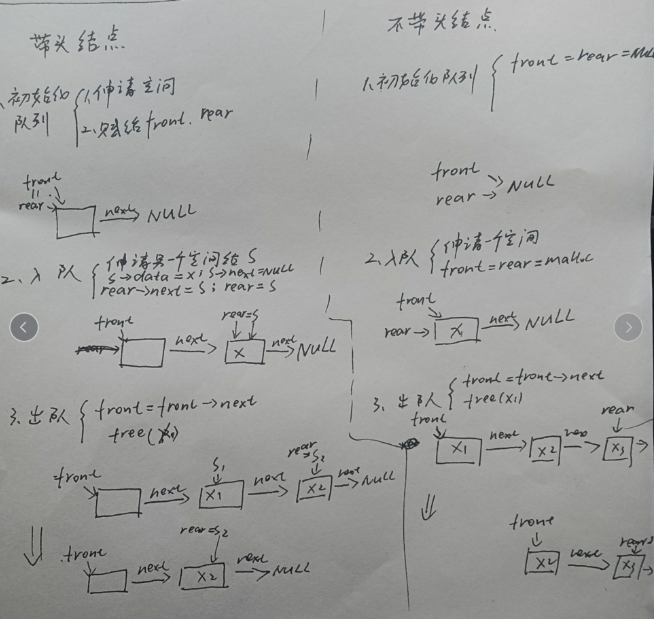 带头结点
1.初始化队列
1.申请空间
2.赋给front、rear
front
rear
next
NULL
2、入队
申请另一个空间给S
S→data=x; S→next=NULL
rear→next=S; rear=S
front
rear=S
rear
next
X
next
NULL
3、出队
front=front→next
free(X1)
front
next
S1
X1
next
rear=S2
X2
next
NULL
front
next
rear=S2
X2
next
NULL
不带头结点
1.初始化队列
front=rear=NULL
front
rear
NULL
2、入队
申请一个空间
front=rear=malloc
front
rear
X
next
NULL
3、出队
front=front→next
free(X1)
front
X1
next
X2
nex
rear
X3
front
X2
next
rear
X3